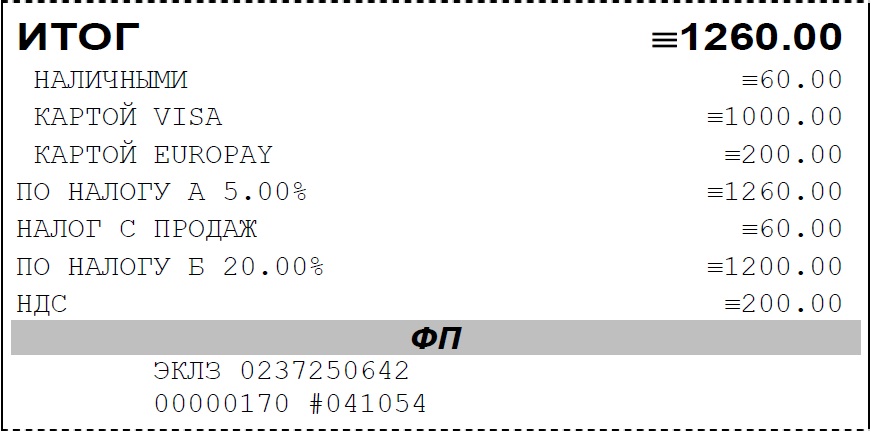 ИТОГ ≡1260.00
НАЛИЧНЫМИ ≡60.00
КАРТОЙ VISA ≡1000.00
КАРТОЙ EUROPAY ≡200.00
ПО НАЛОГУ А 5.00% ≡1260.00
НАЛОГ С ПРОДАЖ ≡60.00
ПО НАЛОГУ Б 20.00% ≡1200.00
НДС ≡200.00
ФП
ЭКЛЗ 0237250642
00000170 #041054